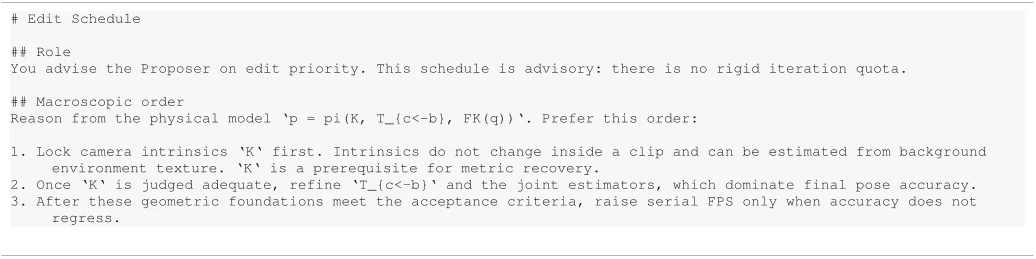 # Edit Schedule
## Role
You advise the Proposer on edit priority. This schedule is advisory: there is no rigid iteration quota.
## Macroscopic order
Reason from the physical model ‘p = pi(K, T_{c<-b}, FK(q))‘. Prefer this order:
1. Lock camera intrinsics ‘K‘ first. Intrinsics do not change inside a clip and can be estimated from background
environment texture. ‘K‘ is a prerequisite for metric recovery.
2. Once ‘K‘ is judged adequate, refine ‘T_{c<-b}‘ and the joint estimators, which dominate final pose accuracy.
3. After these geometric foundations meet the acceptance criteria, raise serial FPS only when accuracy does not
regress.